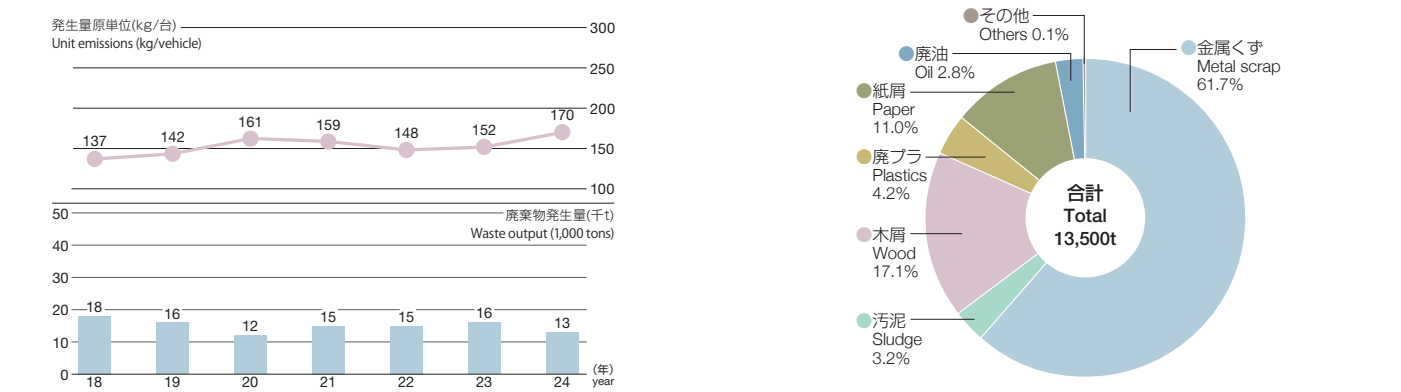 発生量原単位(kg/台)
Unit emissions (kg/vehicle)
300
250
200
150
100
137 142 161 159 148 152 170
廃棄物発生量(千t)
Waste output (1,000 tons)
50
40
30
20
10
0
18 16 12 15 15 16 13
18 19 20 21 22 23 24
(年)
year
その他
Others 0.1%
廃油
Oil 2.8%
紙屑
Paper
11.0%
廃プラ
Plastics
4.2%
木屑
Wood
17.1%
汚泥
Sludge
3.2%
金属くず
Metal scrap
61.7%
合計
Total
13,500t